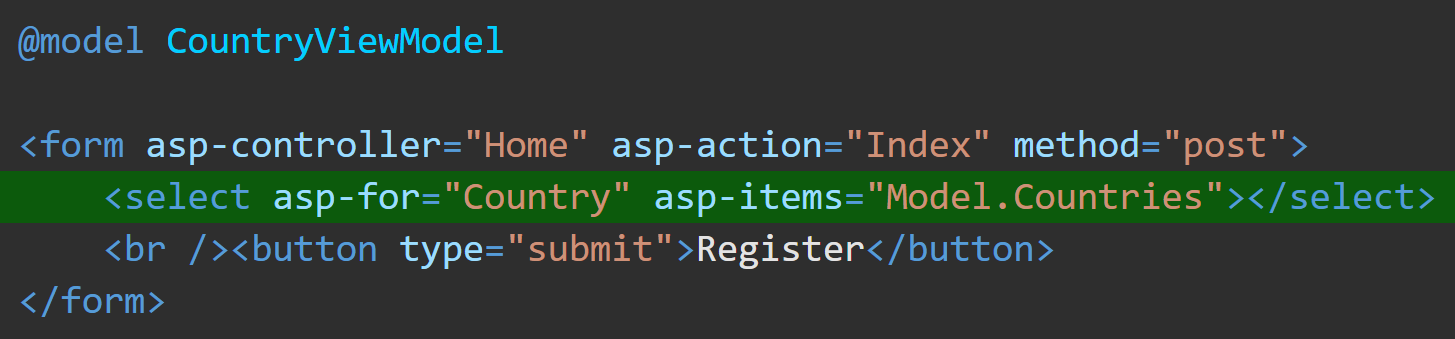 @model CountryViewModel
<form asp-controller="Home" asp-action="Index" method="post">
<select asp-for="Country" asp-items="Model.Countries"></select>
<br /><button type="submit">Register</button>
</form>